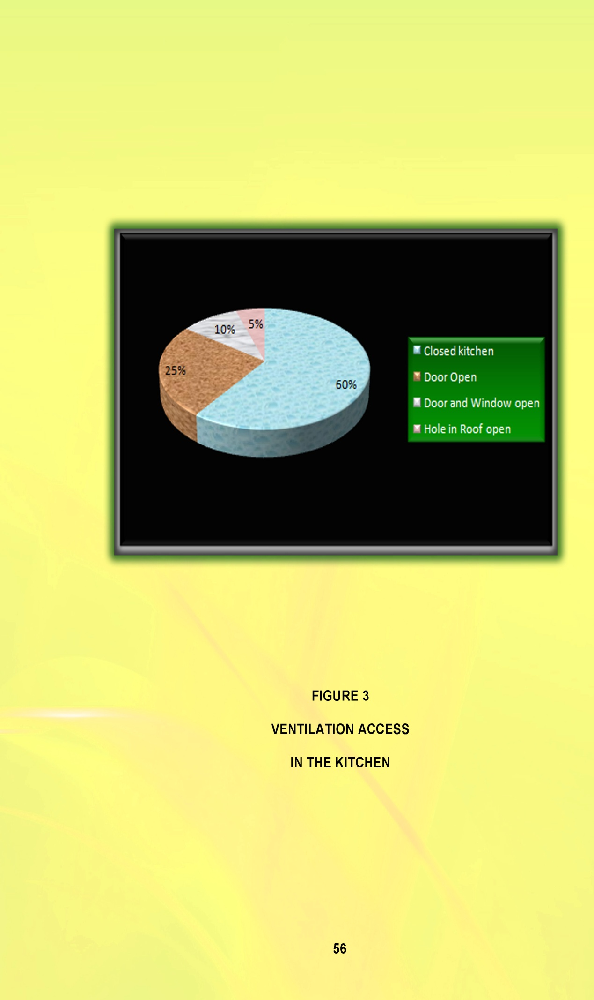 5%
10%
25%
60%
Closed kitchen
Door Open
Door and Window open
Hole in Roof open
FIGURE 3
VENTILATION ACCESS
IN THE KITCHEN
56